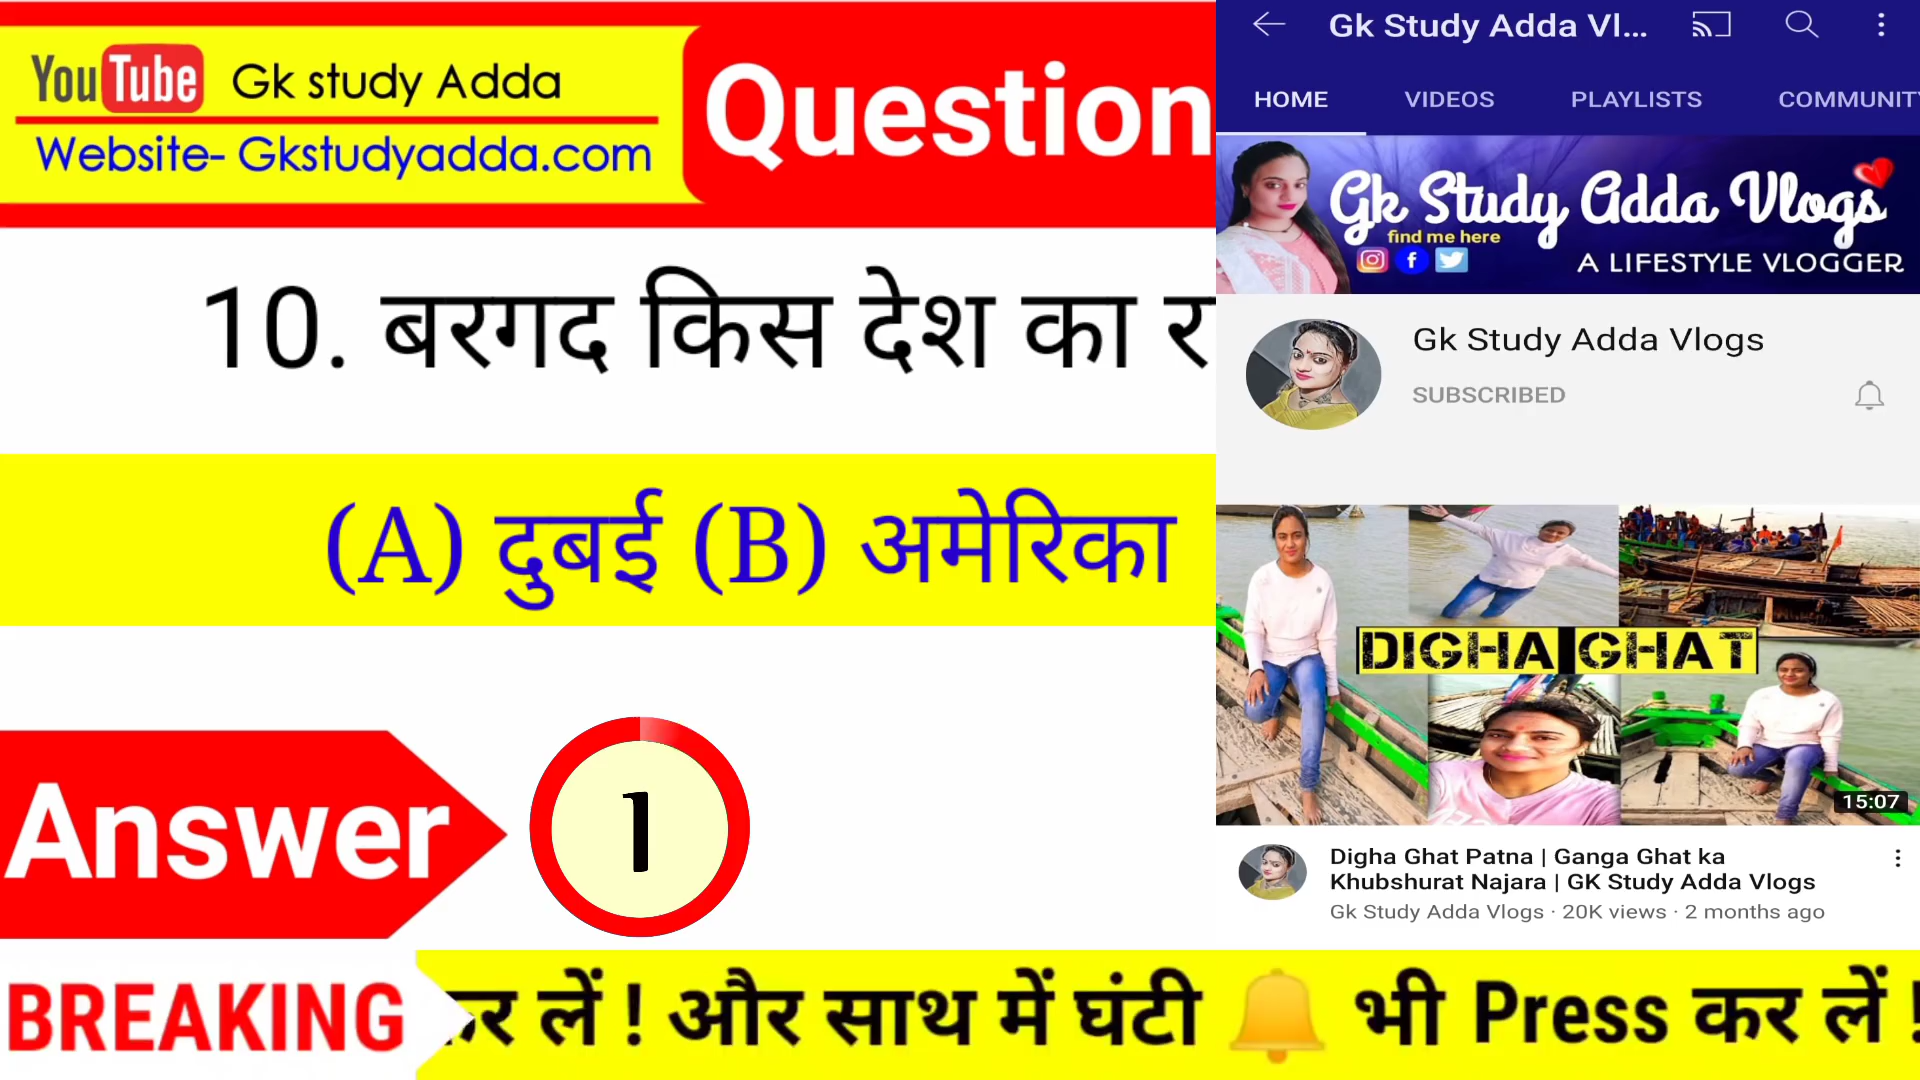 YouTube Gk study Adda
Website- Gkstudyadda.com
Question
10. बरगद किस देश का
(A) दुबई (B) अमेरिका
Answer
1
BREAKING
कर लें ! और साथ में घंटी 🔔 भी Press कर लें !
Gk Study Adda Vl...
HOME VIDEOS PLAYLISTS COMMUNITY
Gk Study Adda Vlogs
find me here
A LIFESTYLE VLOGGER
Gk Study Adda Vlogs
SUBSCRIBED
DIGHA GHAT
15:07
Digha Ghat Patna | Ganga Ghat ka
Khubshurat Najara | GK Study Adda Vlogs
Gk Study Adda Vlogs · 20K views · 2 months ago